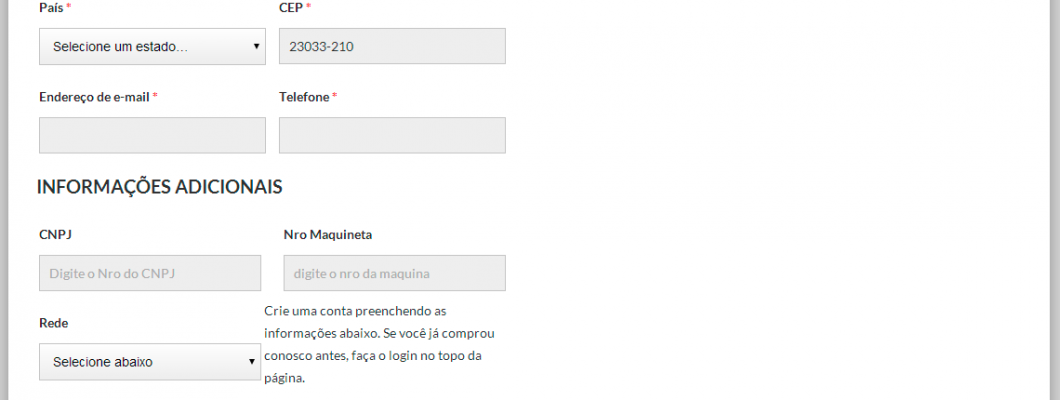 País *
CEP *
Selecione um estado...
23033-210
Endereço de e-mail *
Telefone *
INFORMAÇÕES ADICIONAIS
CNPJ
Nro Maquineta
Digite o Nro do CNPJ
digite o nro da maquina
Rede
Selecione abaixo
Crie uma conta preenchendo as
informações abaixo. Se você já comprou
conosco antes, faça o login no topo da
página.